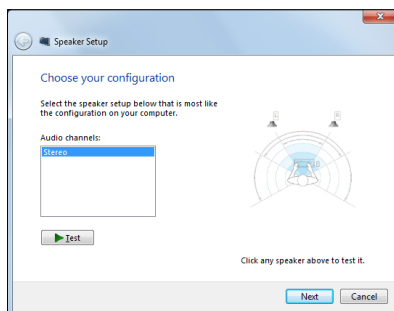 Speaker Setup
Choose your configuration
Select the speaker setup below that is most like
the configuration on your computer.
Audio channels:
Stereo
L
R
Test
Click any speaker above to test it.
Next
Cancel